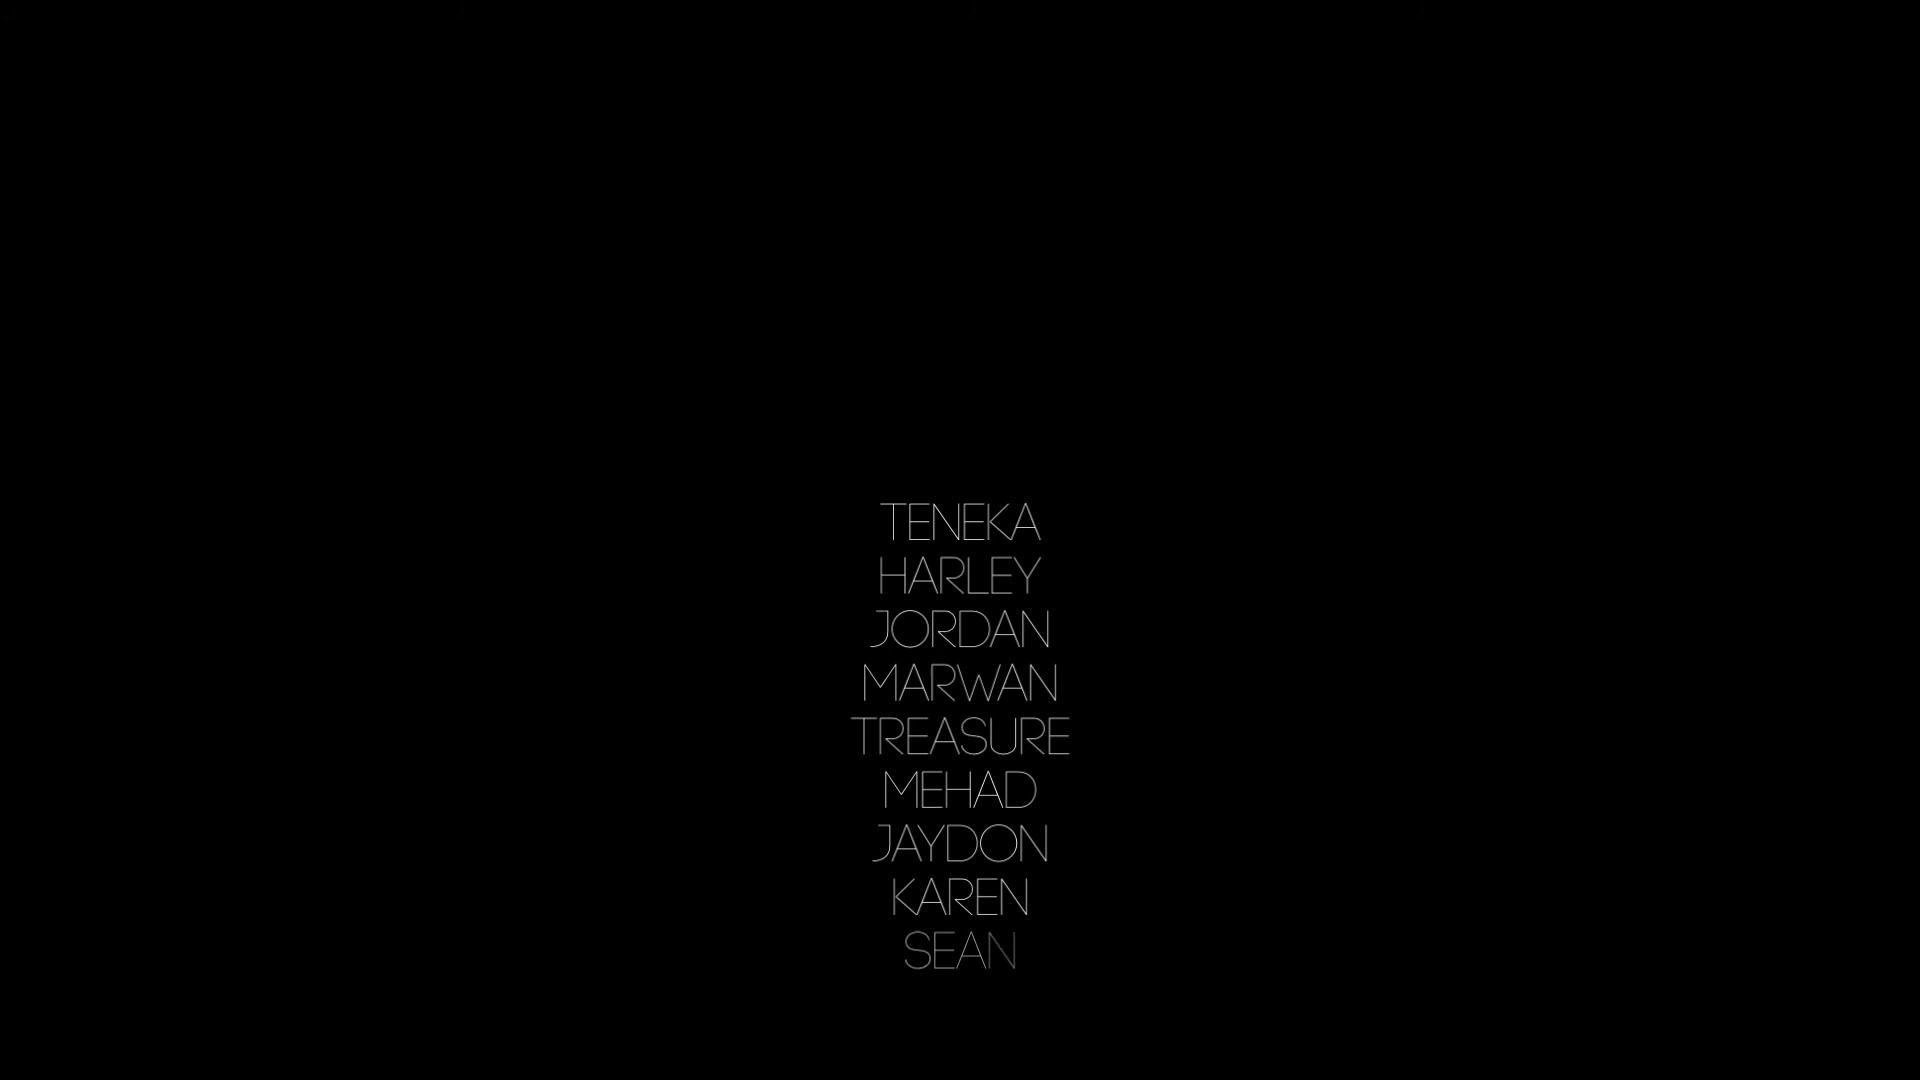 TENEKA
HARLEY
JORDAN
MARWAN
TREASURE
MEHAD
JAYDON
KAREN
SEAN